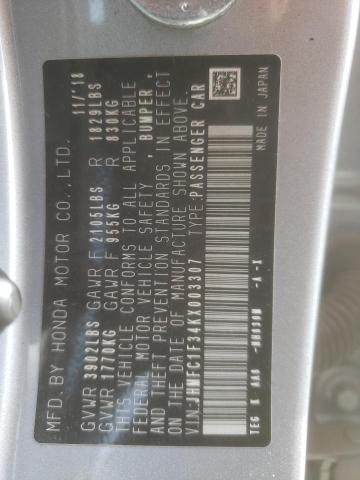 MFD.BY HONDA MOTOR CO.,LTD. 11/'18
GVWR 3902LBS GAWR F 2105LBS R 1829LBS
GVWR 1770KG GAWR F 955KG R 830KG
THIS VEHICLE CONFORMS TO ALL APPLICABLE
FEDERAL MOTOR VEHICLE SAFETY , BUMPER ,
AND THEFT PREVENTION STANDARDS IN EFFECT
ON THE DATE OF MANUFACTURE SHOWN ABOVE.
V.I.N: TYPE:PASSENGER CAR
TEG K AAA -A-X
MADE IN JAPAN